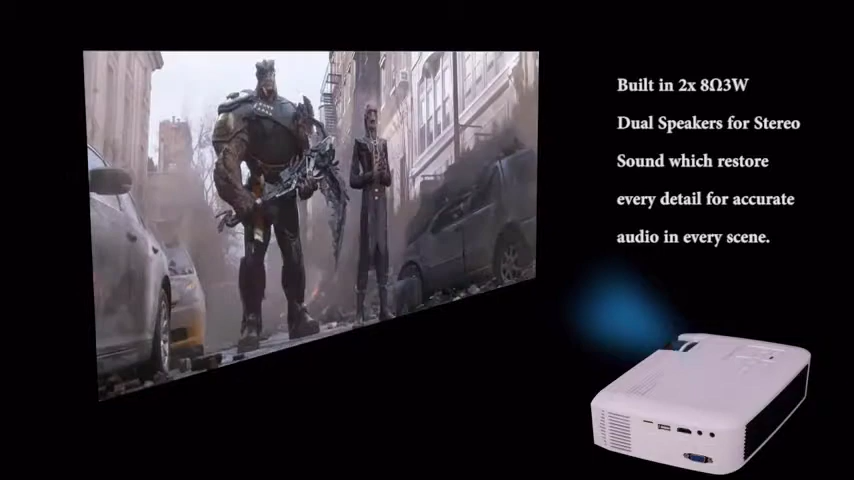 Built in 2x 8Ω3W
Dual Speakers for Stereo
Sound which restore
every detail for accurate
audio in every scene.